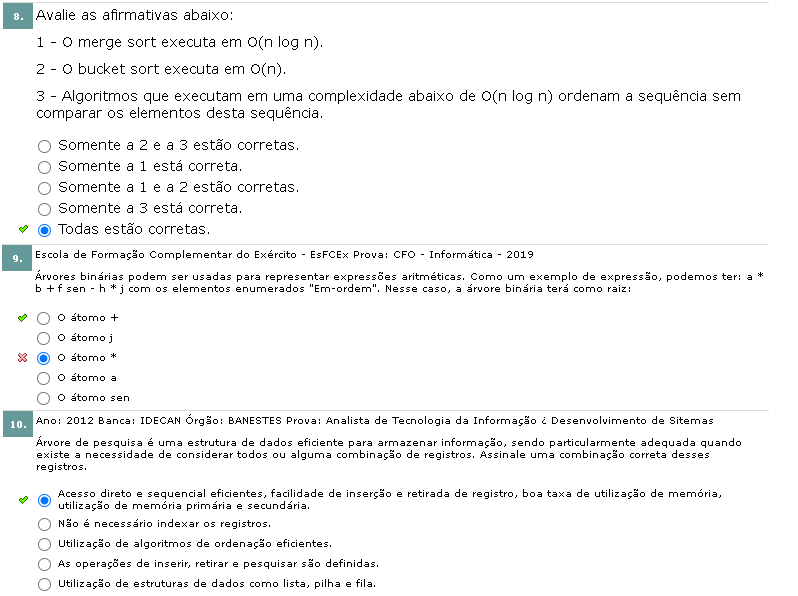 8. Avalie as afirmativas abaixo:
1 - O merge sort executa em O(n log n).
2 - O bucket sort executa em O(n).
3 - Algoritmos que executam em uma complexidade abaixo de O(n log n) ordenam a sequência sem
comparar os elementos desta sequência.
Somente a 2 e a 3 estão corretas.
Somente a 1 está correta.
Somente a 1 e a 2 estão corretas.
Somente a 3 está correta.
Todas estão corretas.
9. Escola de Formação Complementar do Exército - EsFCEx Prova: CFO - Informática - 2019
Árvores binárias podem ser usadas para representar expressões aritméticas. Como um exemplo de expressão, podemos ter: a *
b + f sen - h * j com os elementos enumerados "Em-ordem". Nesse caso, a árvore binária terá como raiz:
O átomo +
O átomo j
O átomo *
O átomo a
O átomo sen
10. Ano: 2012 Banca: IDECAN Órgão: BANESTES Prova: Analista de Tecnologia da Informação ¿ Desenvolvimento de Sitemas
Árvore de pesquisa é uma estrutura de dados eficiente para armazenar informação, sendo particularmente adequada quando
existe a necessidade de considerar todos ou alguma combinação de registros. Assinale uma combinação correta desses
registros.
Acesso direto e sequencial eficientes, facilidade de inserção e retirada de registro, boa taxa de utilização de memória,
utilização de memória primária e secundária.
Não é necessário indexar os registros.
Utilização de algoritmos de ordenação eficientes.
As operações de inserir, retirar e pesquisar são definidas.
Utilização de estruturas de dados como lista, pilha e fila.